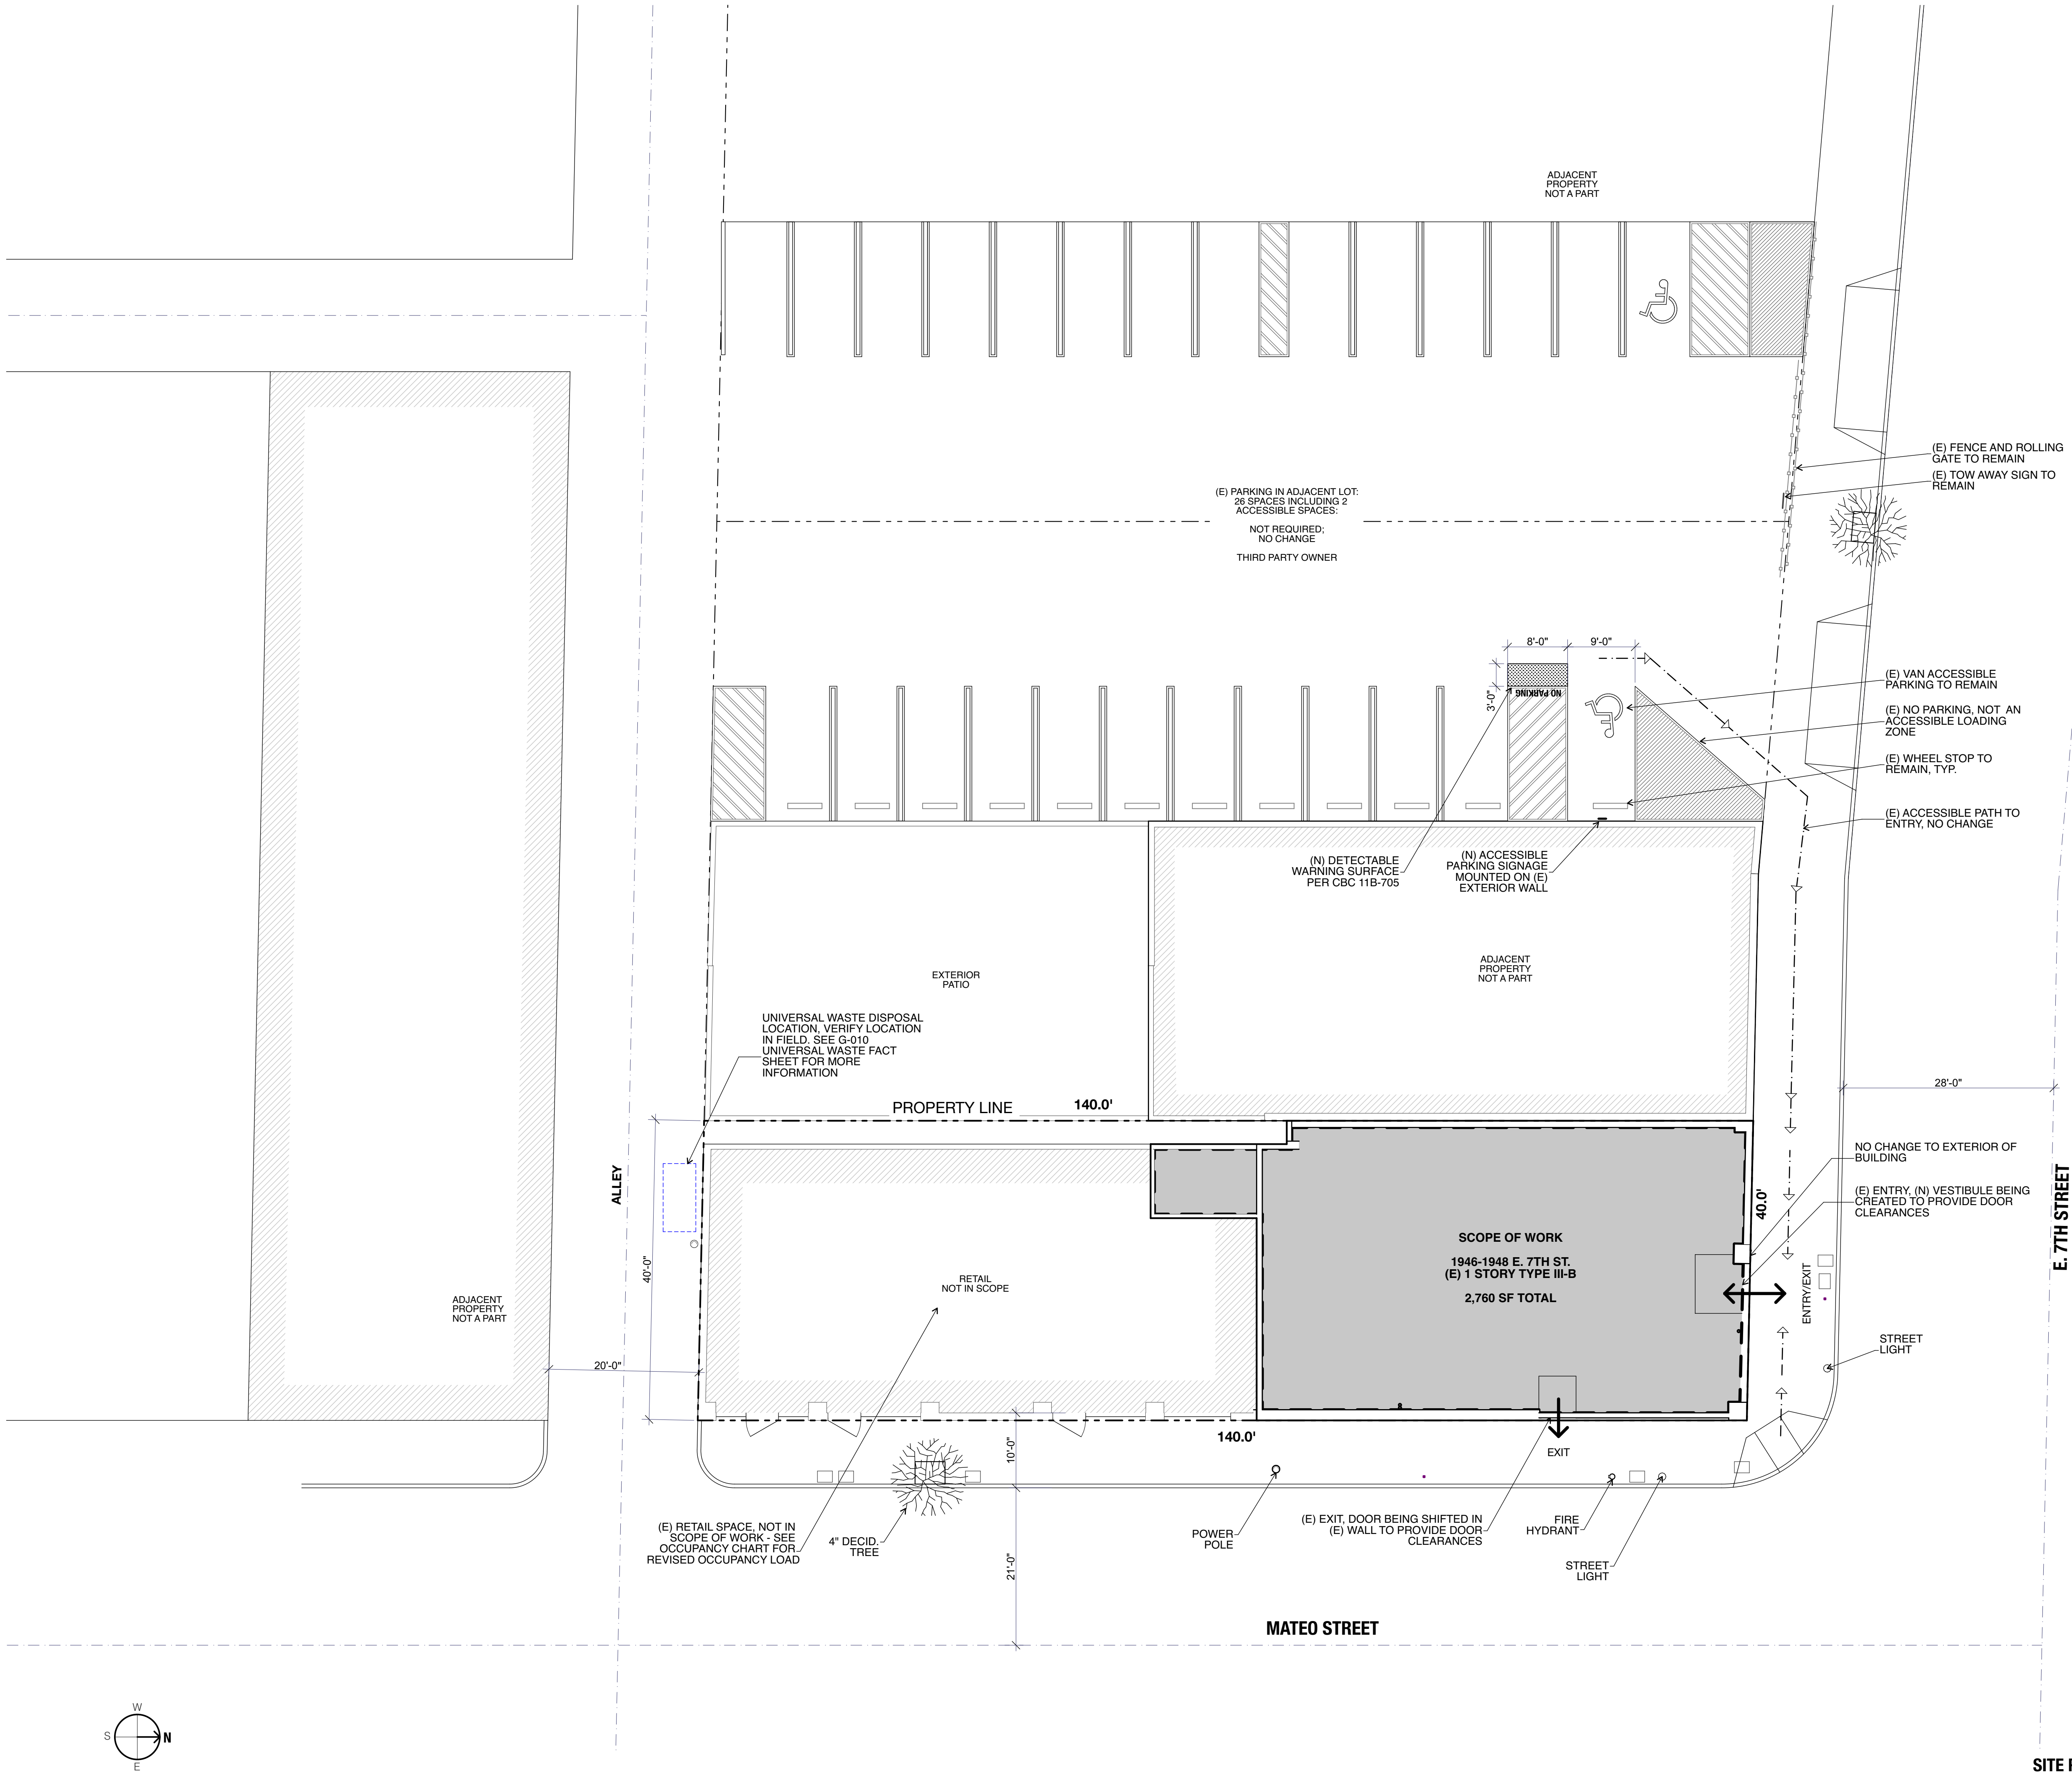 ADJACENT
PROPERTY
NOT A PART
(E) FENCE AND ROLLING
GATE TO REMAIN
(E) TOW AWAY SIGN TO
REMAIN
(E) PARKING IN ADJACENT LOT:
26 SPACES INCLUDING 2
ACCESSIBLE SPACES:
NOT REQUIRED;
NO CHANGE
THIRD PARTY OWNER
8'-0"
9'-0"
3'-0"
NO PARKING
(E) VAN ACCESSIBLE
PARKING TO REMAIN
(E) NO PARKING, NOT AN
ACCESSIBLE LOADING
ZONE
(E) WHEEL STOP TO
REMAIN, TYP.
(E) ACCESSIBLE PATH TO
ENTRY, NO CHANGE
(N) DETECTABLE
WARNING SURFACE
PER CBC 11B-705
(N) ACCESSIBLE
PARKING SIGNAGE
MOUNTED ON (E)
EXTERIOR WALL
EXTERIOR
PATIO
ADJACENT
PROPERTY
NOT A PART
UNIVERSAL WASTE DISPOSAL
LOCATION, VERIFY LOCATION
IN FIELD. SEE G-010
UNIVERSAL WASTE FACT
SHEET FOR MORE
INFORMATION
28'-0"
PROPERTY LINE
140.0'
NO CHANGE TO EXTERIOR OF
BUILDING
(E) ENTRY, (N) VESTIBULE BEING
CREATED TO PROVIDE DOOR
CLEARANCES
ALLEY
40'-0"
40.0'
E. 7TH STREET
SCOPE OF WORK
1946-1948 E. 7TH ST.
(E) 1 STORY TYPE III-B
2,760 SF TOTAL
RETAIL
NOT IN SCOPE
ENTRY/EXIT
ADJACENT
PROPERTY
NOT A PART
STREET
LIGHT
20'-0"
140.0'
10'-0"
EXIT
(E) RETAIL SPACE, NOT IN
SCOPE OF WORK - SEE
OCCUPANCY CHART FOR
REVISED OCCUPANCY LOAD
4" DECID.
TREE
POWER
POLE
(E) EXIT, DOOR BEING SHIFTED IN
(E) WALL TO PROVIDE DOOR
CLEARANCES
FIRE
HYDRANT
STREET
LIGHT
21'-0"
MATEO STREET
W
S
N
E
SITE